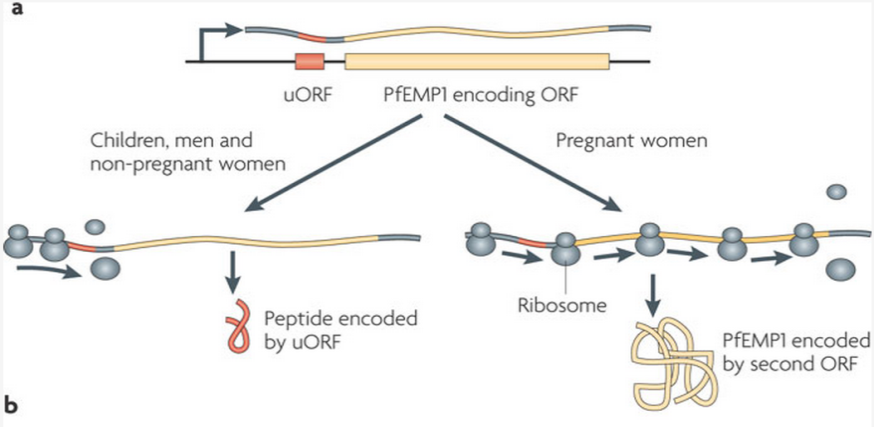 a
uORF
PfEMP1 encoding ORF
Children, men and
non-pregnant women
Pregnant women
Ribosome
Peptide encoded
by uORF
PfEMP1 encoded
by second ORF
b